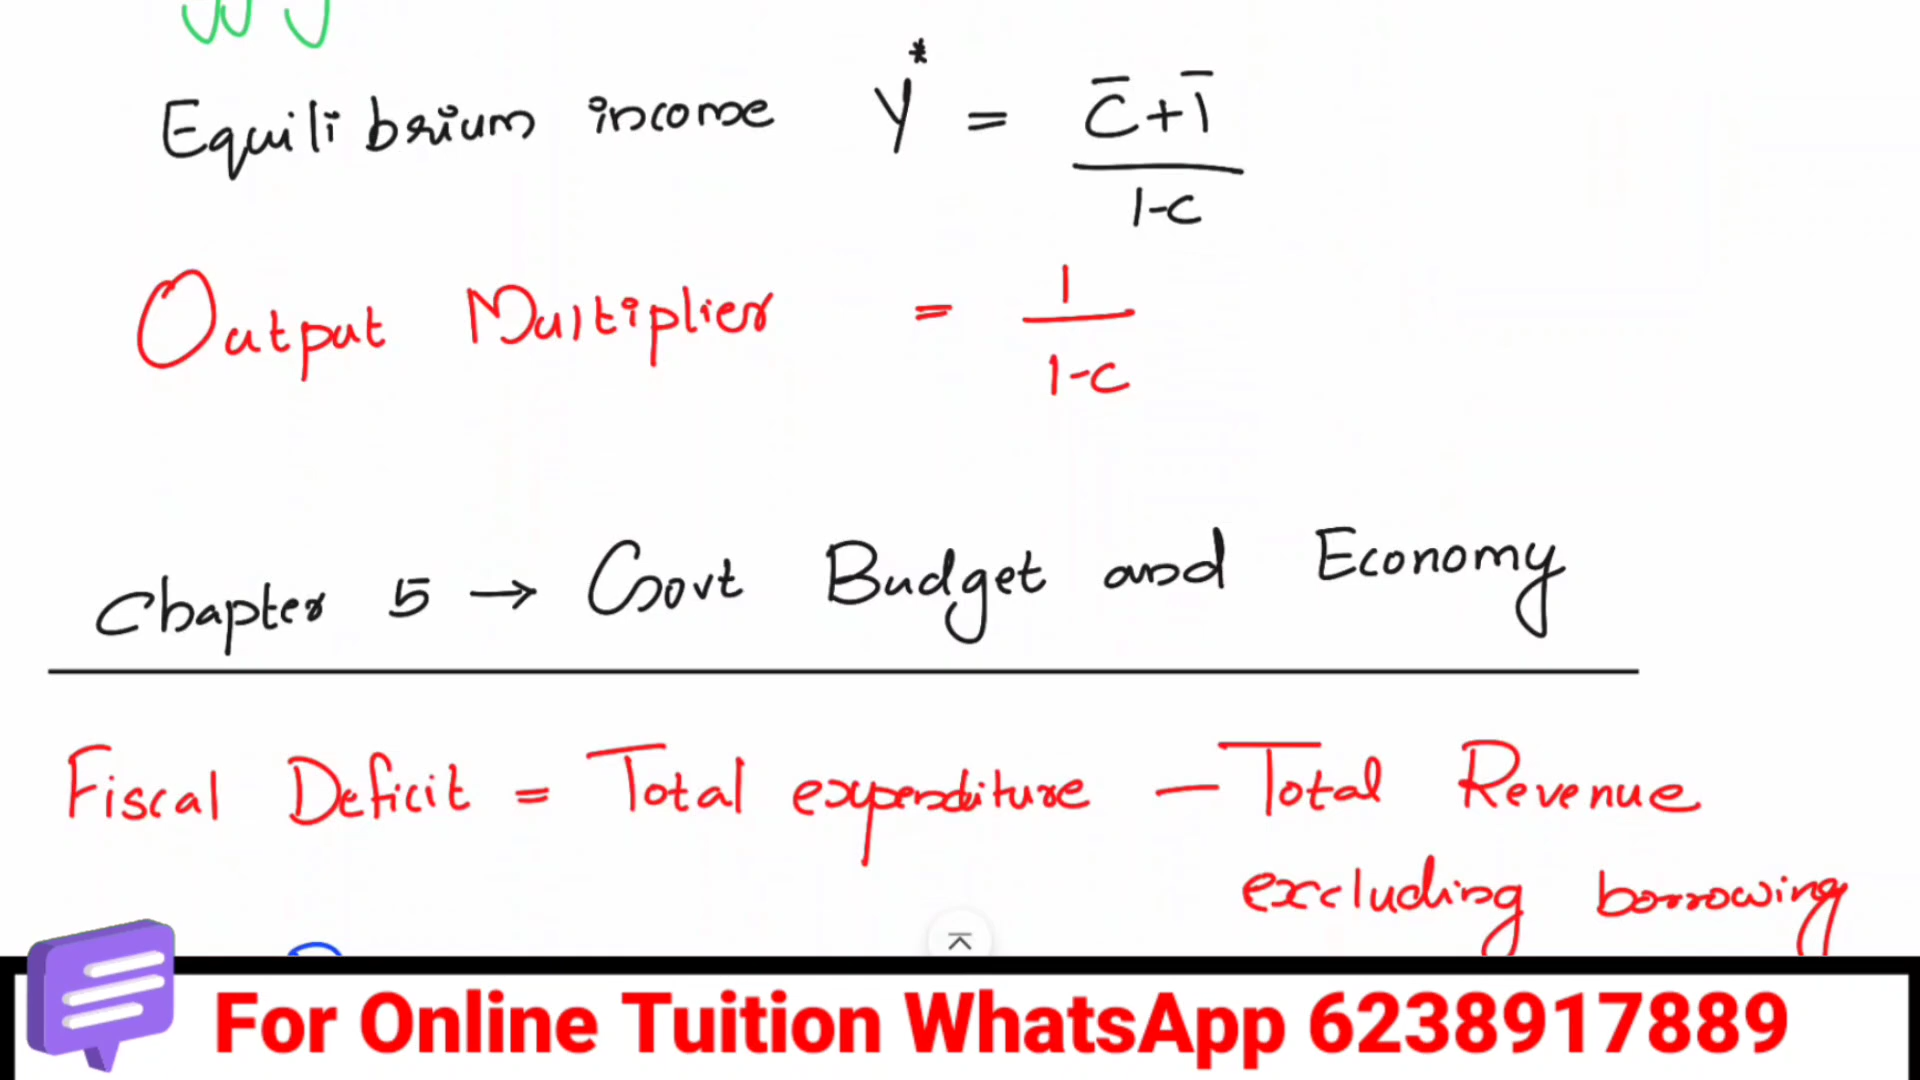 Equilibrium income Y* = C̄+Ī / 1-c
Output Multiplier = 1 / 1-c
Chapter 5 → Govt Budget and Economy
Fiscal Deficit = Total expenditure — Total Revenue
excluding borrowing
For Online Tuition WhatsApp 6238917889